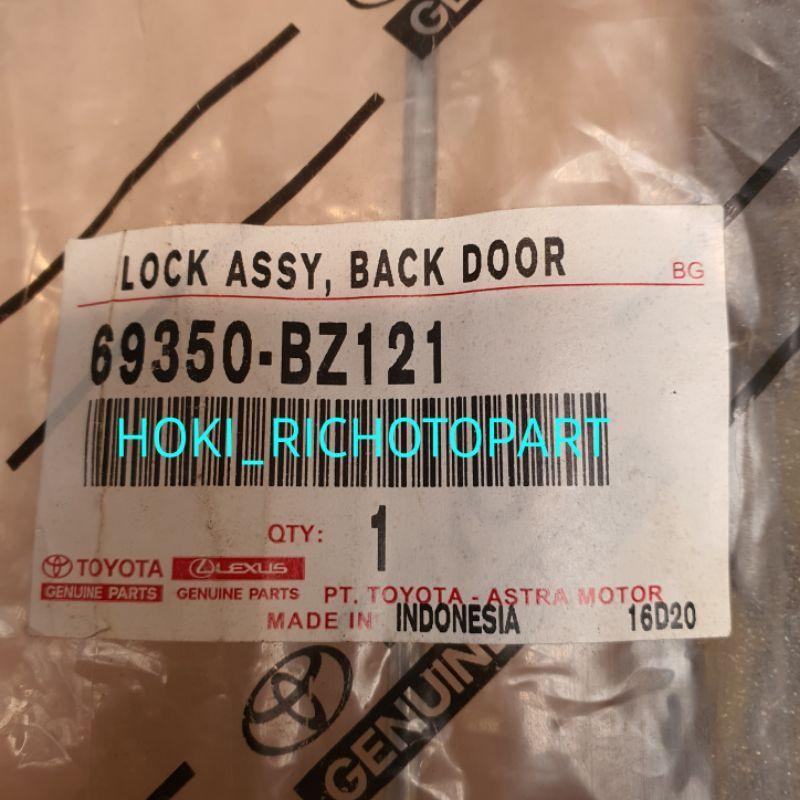 GENUINE
LOCK ASSY, BACK DOOR
BG
69350-BZ121
HOKI_RICHOTOPART
QTY: 1
TOYOTA LEXUS
GENUINE PARTS GENUINE PARTS PT. TOYOTA - ASTRA MOTOR
MADE IN INDONESIA 16D20
GENUINE